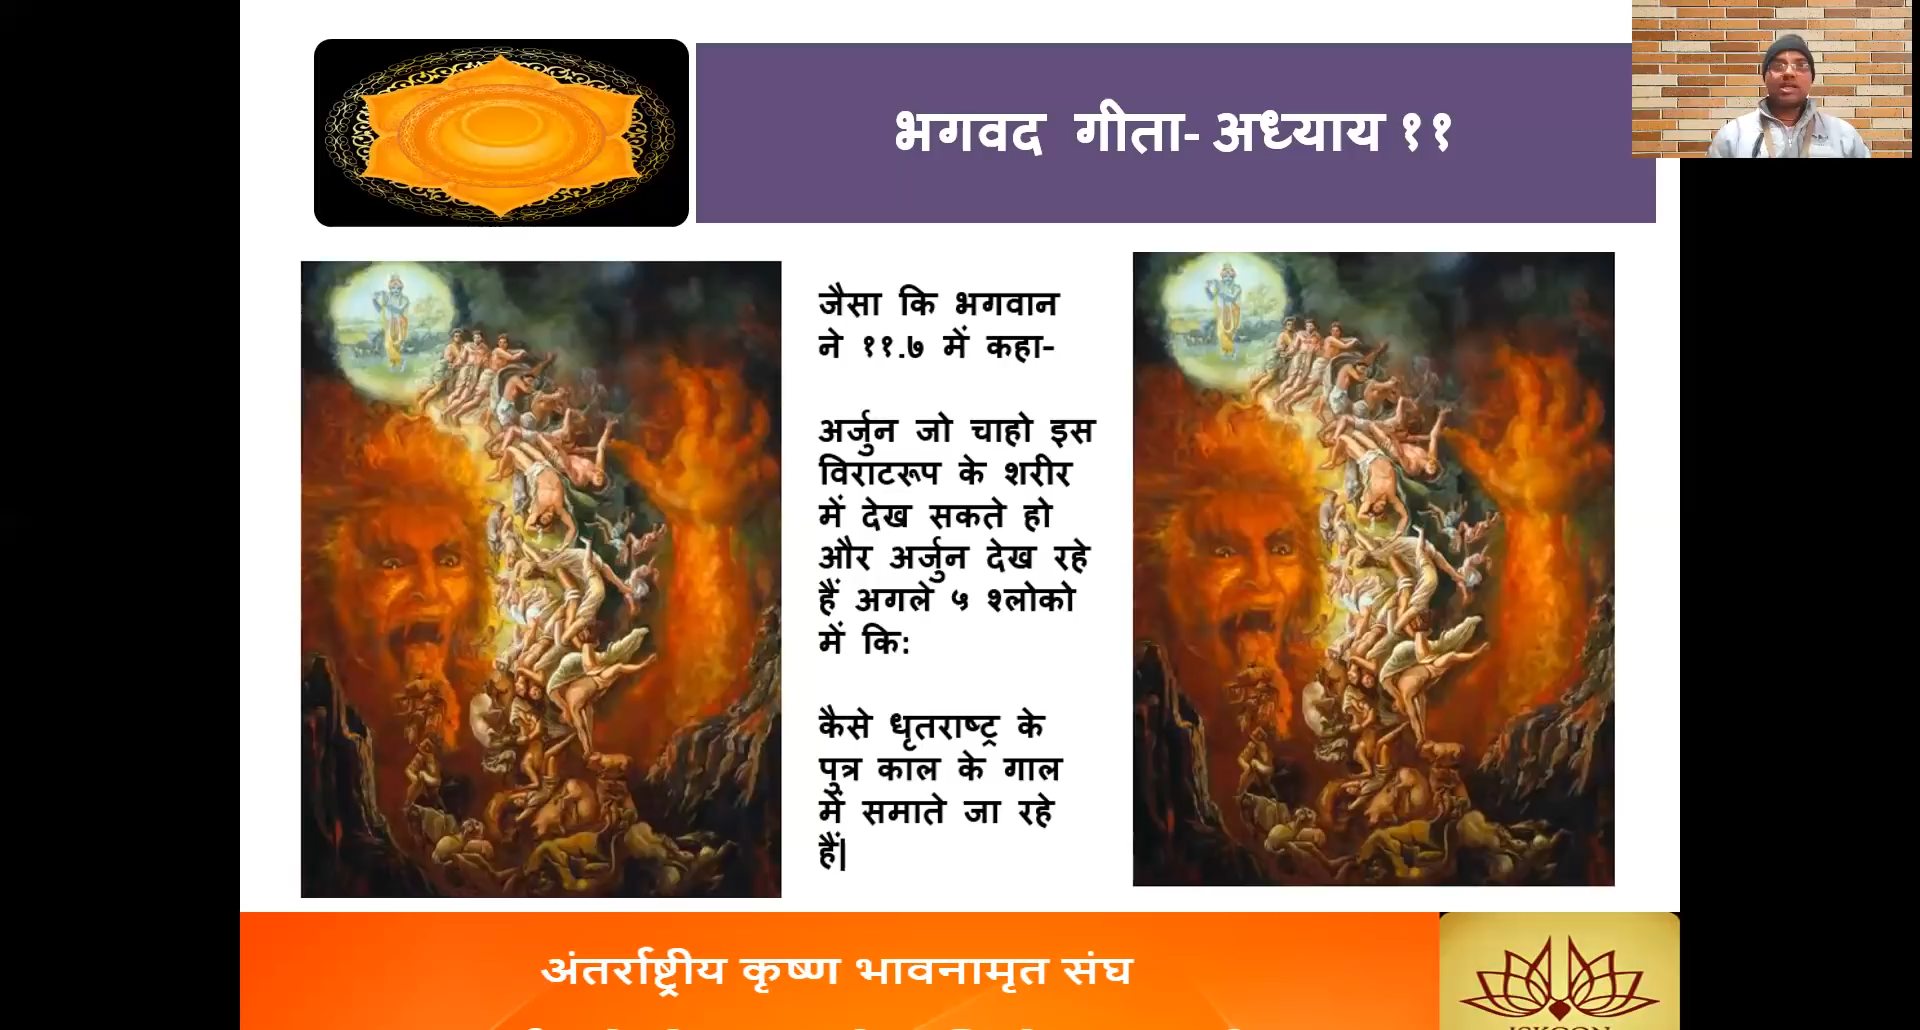 भगवद गीता- अध्याय ११
जैसा कि भगवान
ने ११.७ में कहा-
अर्जुन जो चाहो इस
विराटरूप के शरीर
में देख सकते हो
और अर्जुन देख रहे
हैं अगले ५ श्लोको
में कि:
कैसे धृतराष्ट्र के
पुत्र काल के गाल
में समाते जा रहे
हैं|
अंतर्राष्ट्रीय कृष्ण भावनामृत संघ